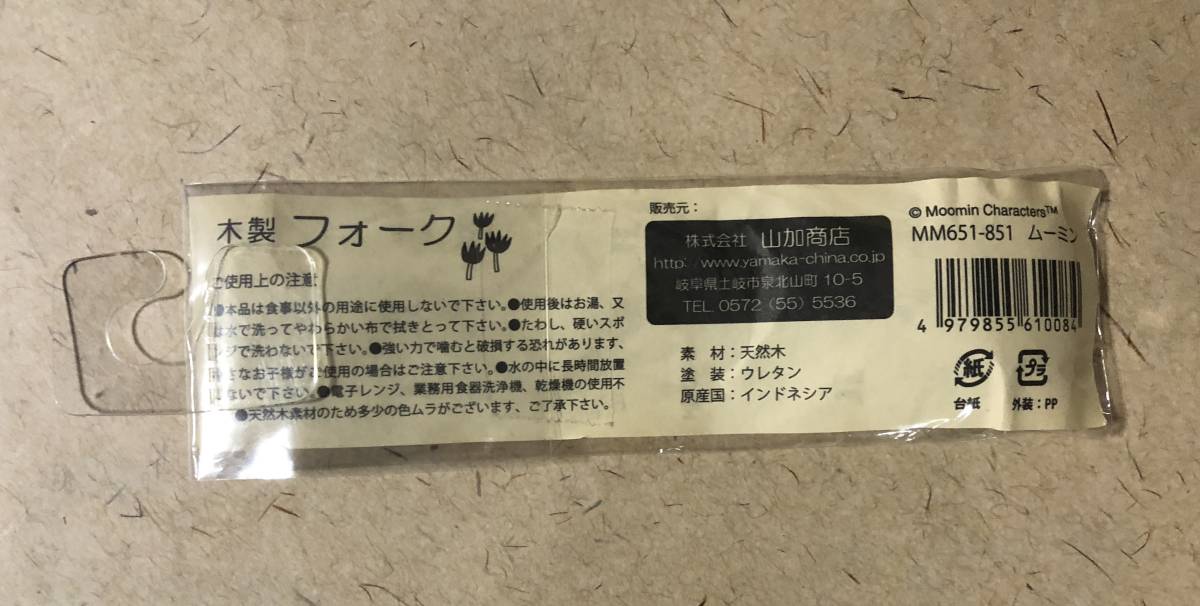 木製 フォーク
ご使用上の注意
●本品は食事以外の用途に使用しないで下さい。●使用後はお湯、又
は水で洗ってやわらかい布で拭きとって下さい。●たわし、硬いスポ
ンジで洗わないで下さい。●強い力で噛むと破損する恐れがあります、
小さなお子様がご使用の場合はご注意下さい。●水の中に長時間放置
しないで下さい。●電子レンジ、業務用食器洗浄機、乾燥機の使用不
●天然木素材のため多少の色ムラがございます、ご了承下さい。
販売元：
株式会社 山加商店
http://www.yamaka-china.co.jp
岐阜県土岐市泉北山町 10-5
TEL. 0572 (55) 5536
素 材：天然木
塗 装：ウレタン
原産国：インドネシア
© Moomin Characters™
MM651-851 ムーミン
4 979855 610084
紙 プラ
台紙 外装：PP